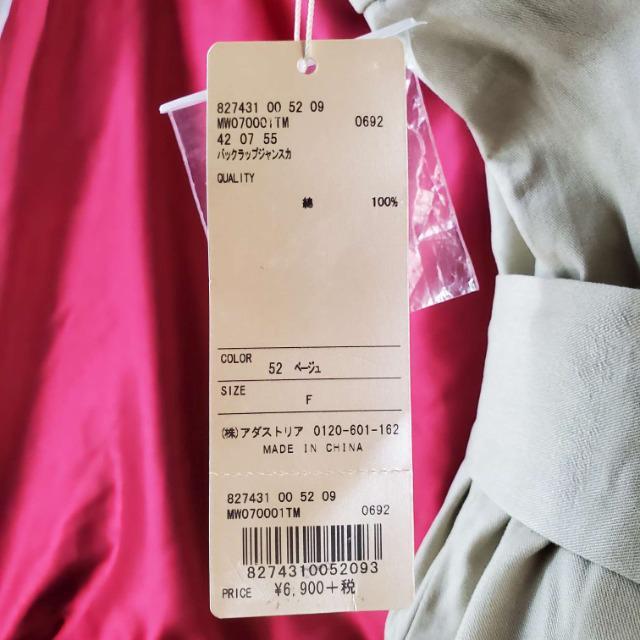 827431 00 52 09
MW070001TM 0692
42 07 55
バックラップジャンスカ
QUALITY
綿 100%
COLOR 52 ベージュ
SIZE F
(株)アダストリア 0120-601-162
MADE IN CHINA
827431 00 52 09
MW070001TM 0692
8274310052093
PRICE ¥6,900+税